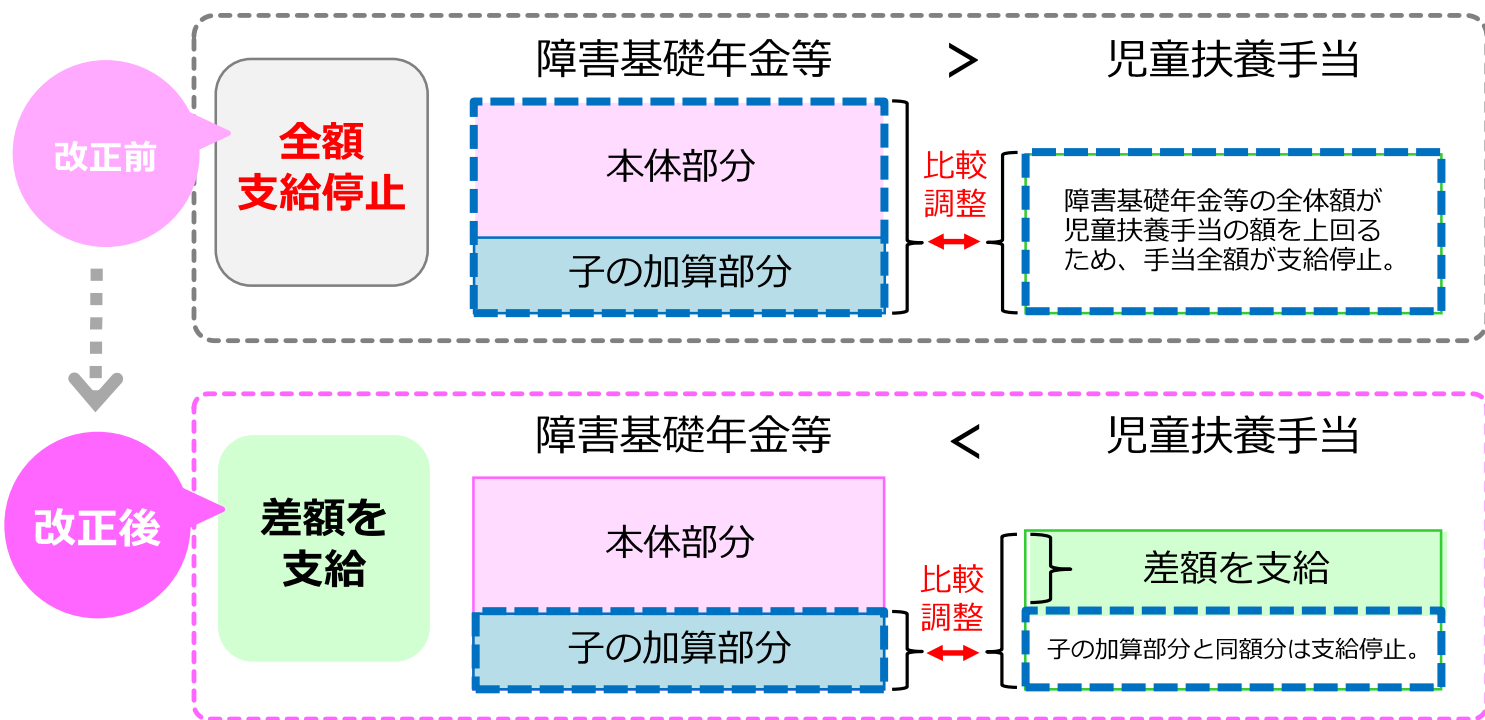 改正前
全額
支給停止
障害基礎年金等 > 児童扶養手当
本体部分
子の加算部分
比較
調整
障害基礎年金等の全体額が
児童扶養手当の額を上回る
ため、手当全額が支給停止。
改正後
差額を
支給
障害基礎年金等 < 児童扶養手当
本体部分
子の加算部分
比較
調整
差額を支給
子の加算部分と同額分は支給停止。